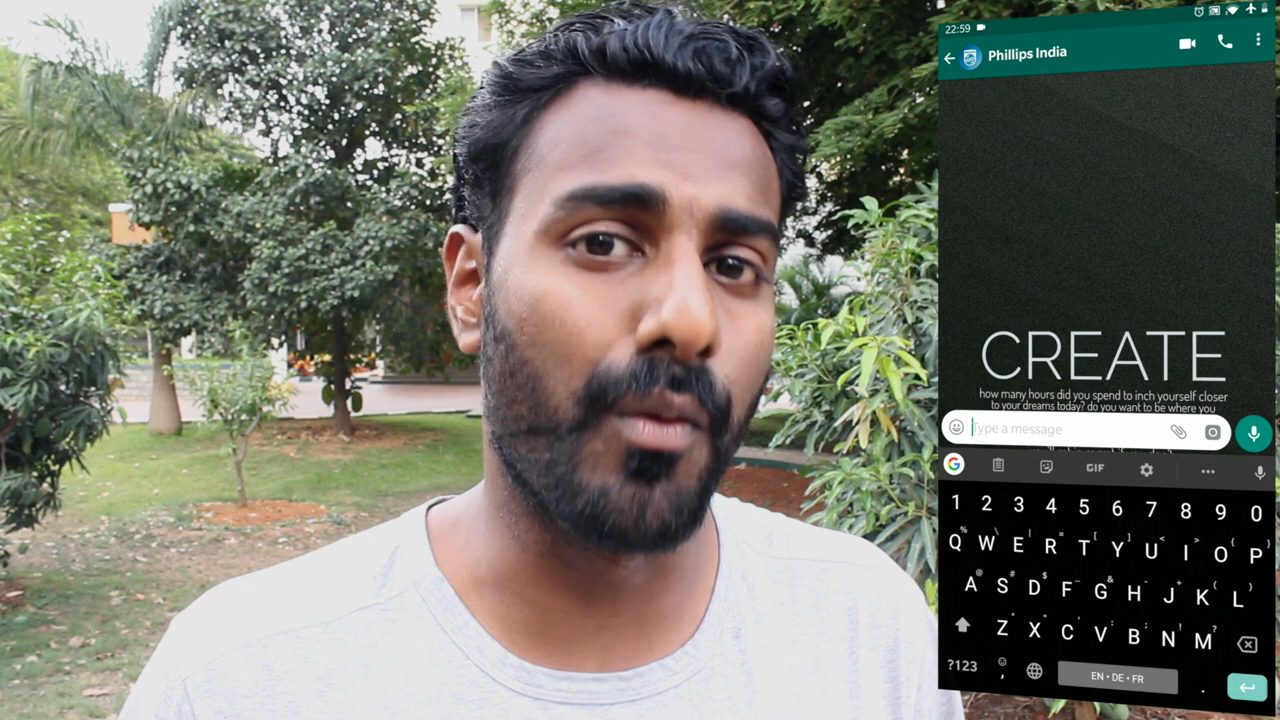 22:59
Phillips India
CREATE
how many hours did you spend to inch yourself closer
to your dreams today? do you want to be where you
Type a message
GIF
1 2 3 4 5 6 7 8 9 0
Q W E R T Y U I O P
A S D F G H J K L
Z X C V B N M
?123 , EN • DE • FR .